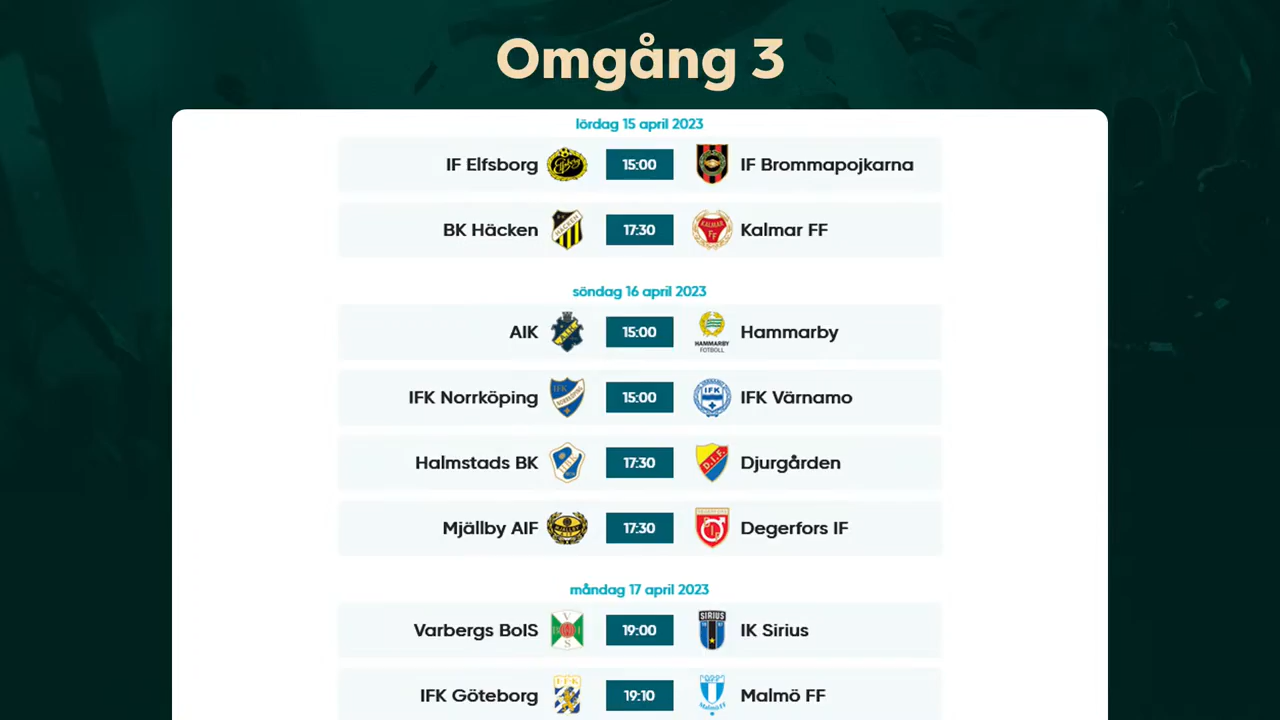 Omgång 3
lördag 15 april 2023
IF Elfsborg 15:00 IF Brommapojkarna
BK Häcken 17:30 Kalmar FF
söndag 16 april 2023
AIK 15:00 Hammarby
HAMMARBY
FOTBOLL
IFK Norrköping 15:00 IFK Värnamo
Halmstads BK 17:30 Djurgården
Mjällby AIF 17:30 Degerfors IF
måndag 17 april 2023
Varbergs BoIS 19:00 IK Sirius
IFK Göteborg 19:10 Malmö FF